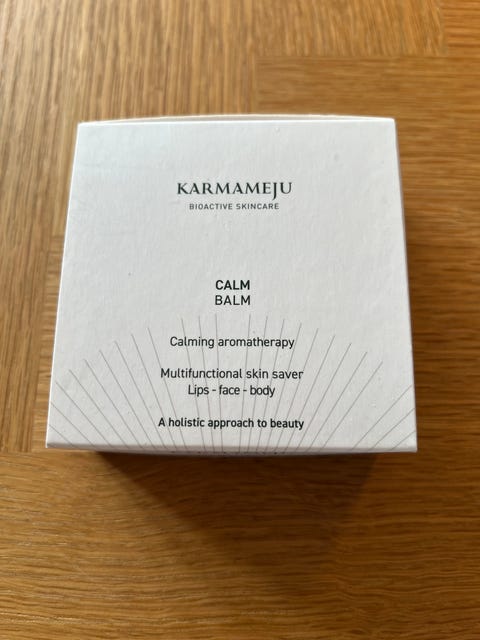 KARMAMEJU
BIOACTIVE SKINCARE
CALM
BALM
Calming aromatherapy
Multifunctional skin saver
Lips - face - body
A holistic approach to beauty